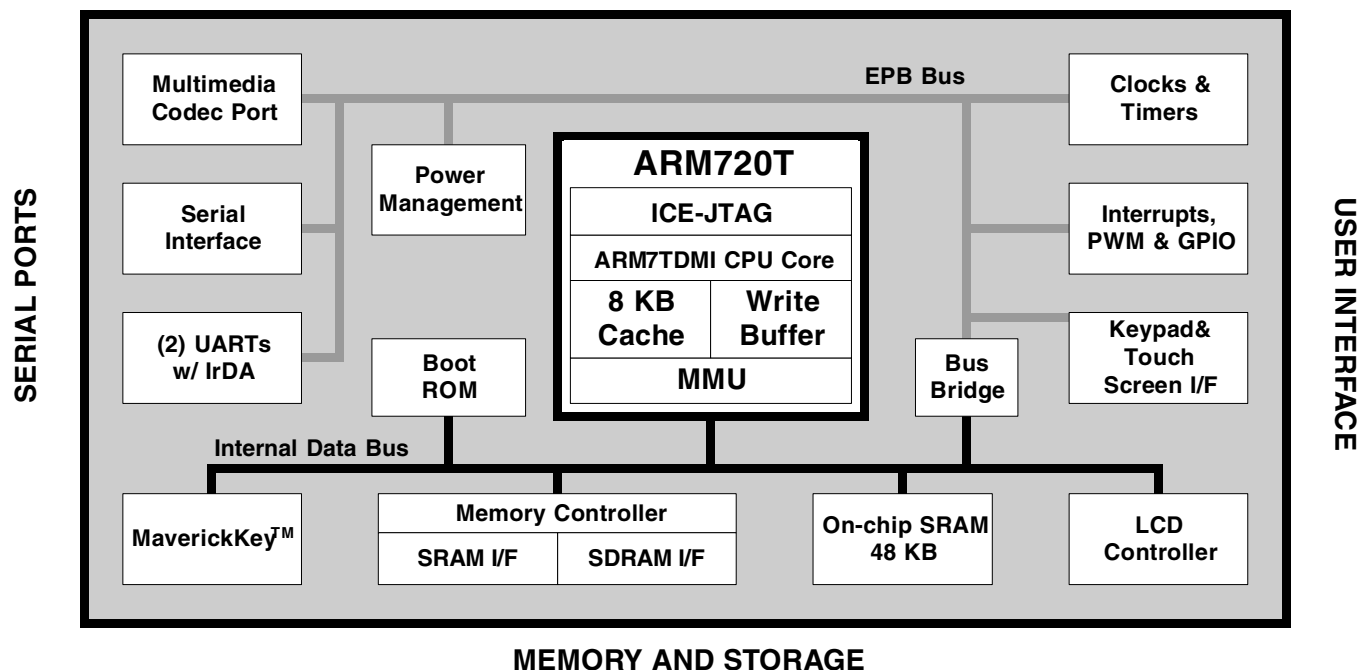 EPB Bus
Multimedia
Codec Port
Clocks &
Timers
Power
Management
ARM720T
ICE-JTAG
ARM7TDMI CPU Core
8 KB
Cache
Write
Buffer
MMU
Serial
Interface
Interrupts,
PWM & GPIO
(2) UARTs
w/ IrDA
Boot
ROM
Bus
Bridge
Keypad&
Touch
Screen I/F
SERIAL PORTS
USER INTERFACE
Internal Data Bus
MaverickKey™
Memory Controller
SRAM I/F
SDRAM I/F
On-chip SRAM
48 KB
LCD
Controller
MEMORY AND STORAGE